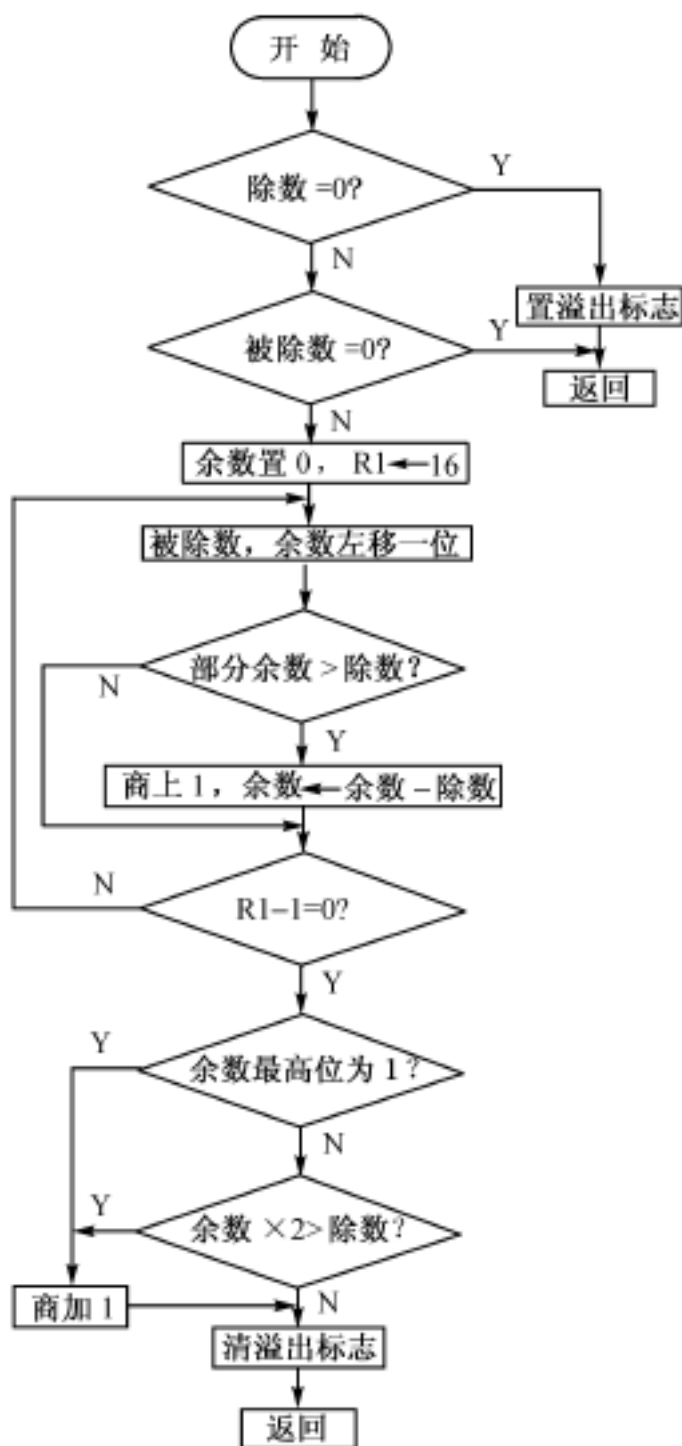 开 始
除数=0?
Y
N
置溢出标志
被除数=0?
Y
返回
N
余数置 0， R1←16
被除数，余数左移一位
部分余数>除数?
N
Y
商上 1，余数←余数-除数
N
R1-1=0?
Y
Y
余数最高位为 1?
N
Y
余数×2>除数?
商加 1
N
清溢出标志
返回